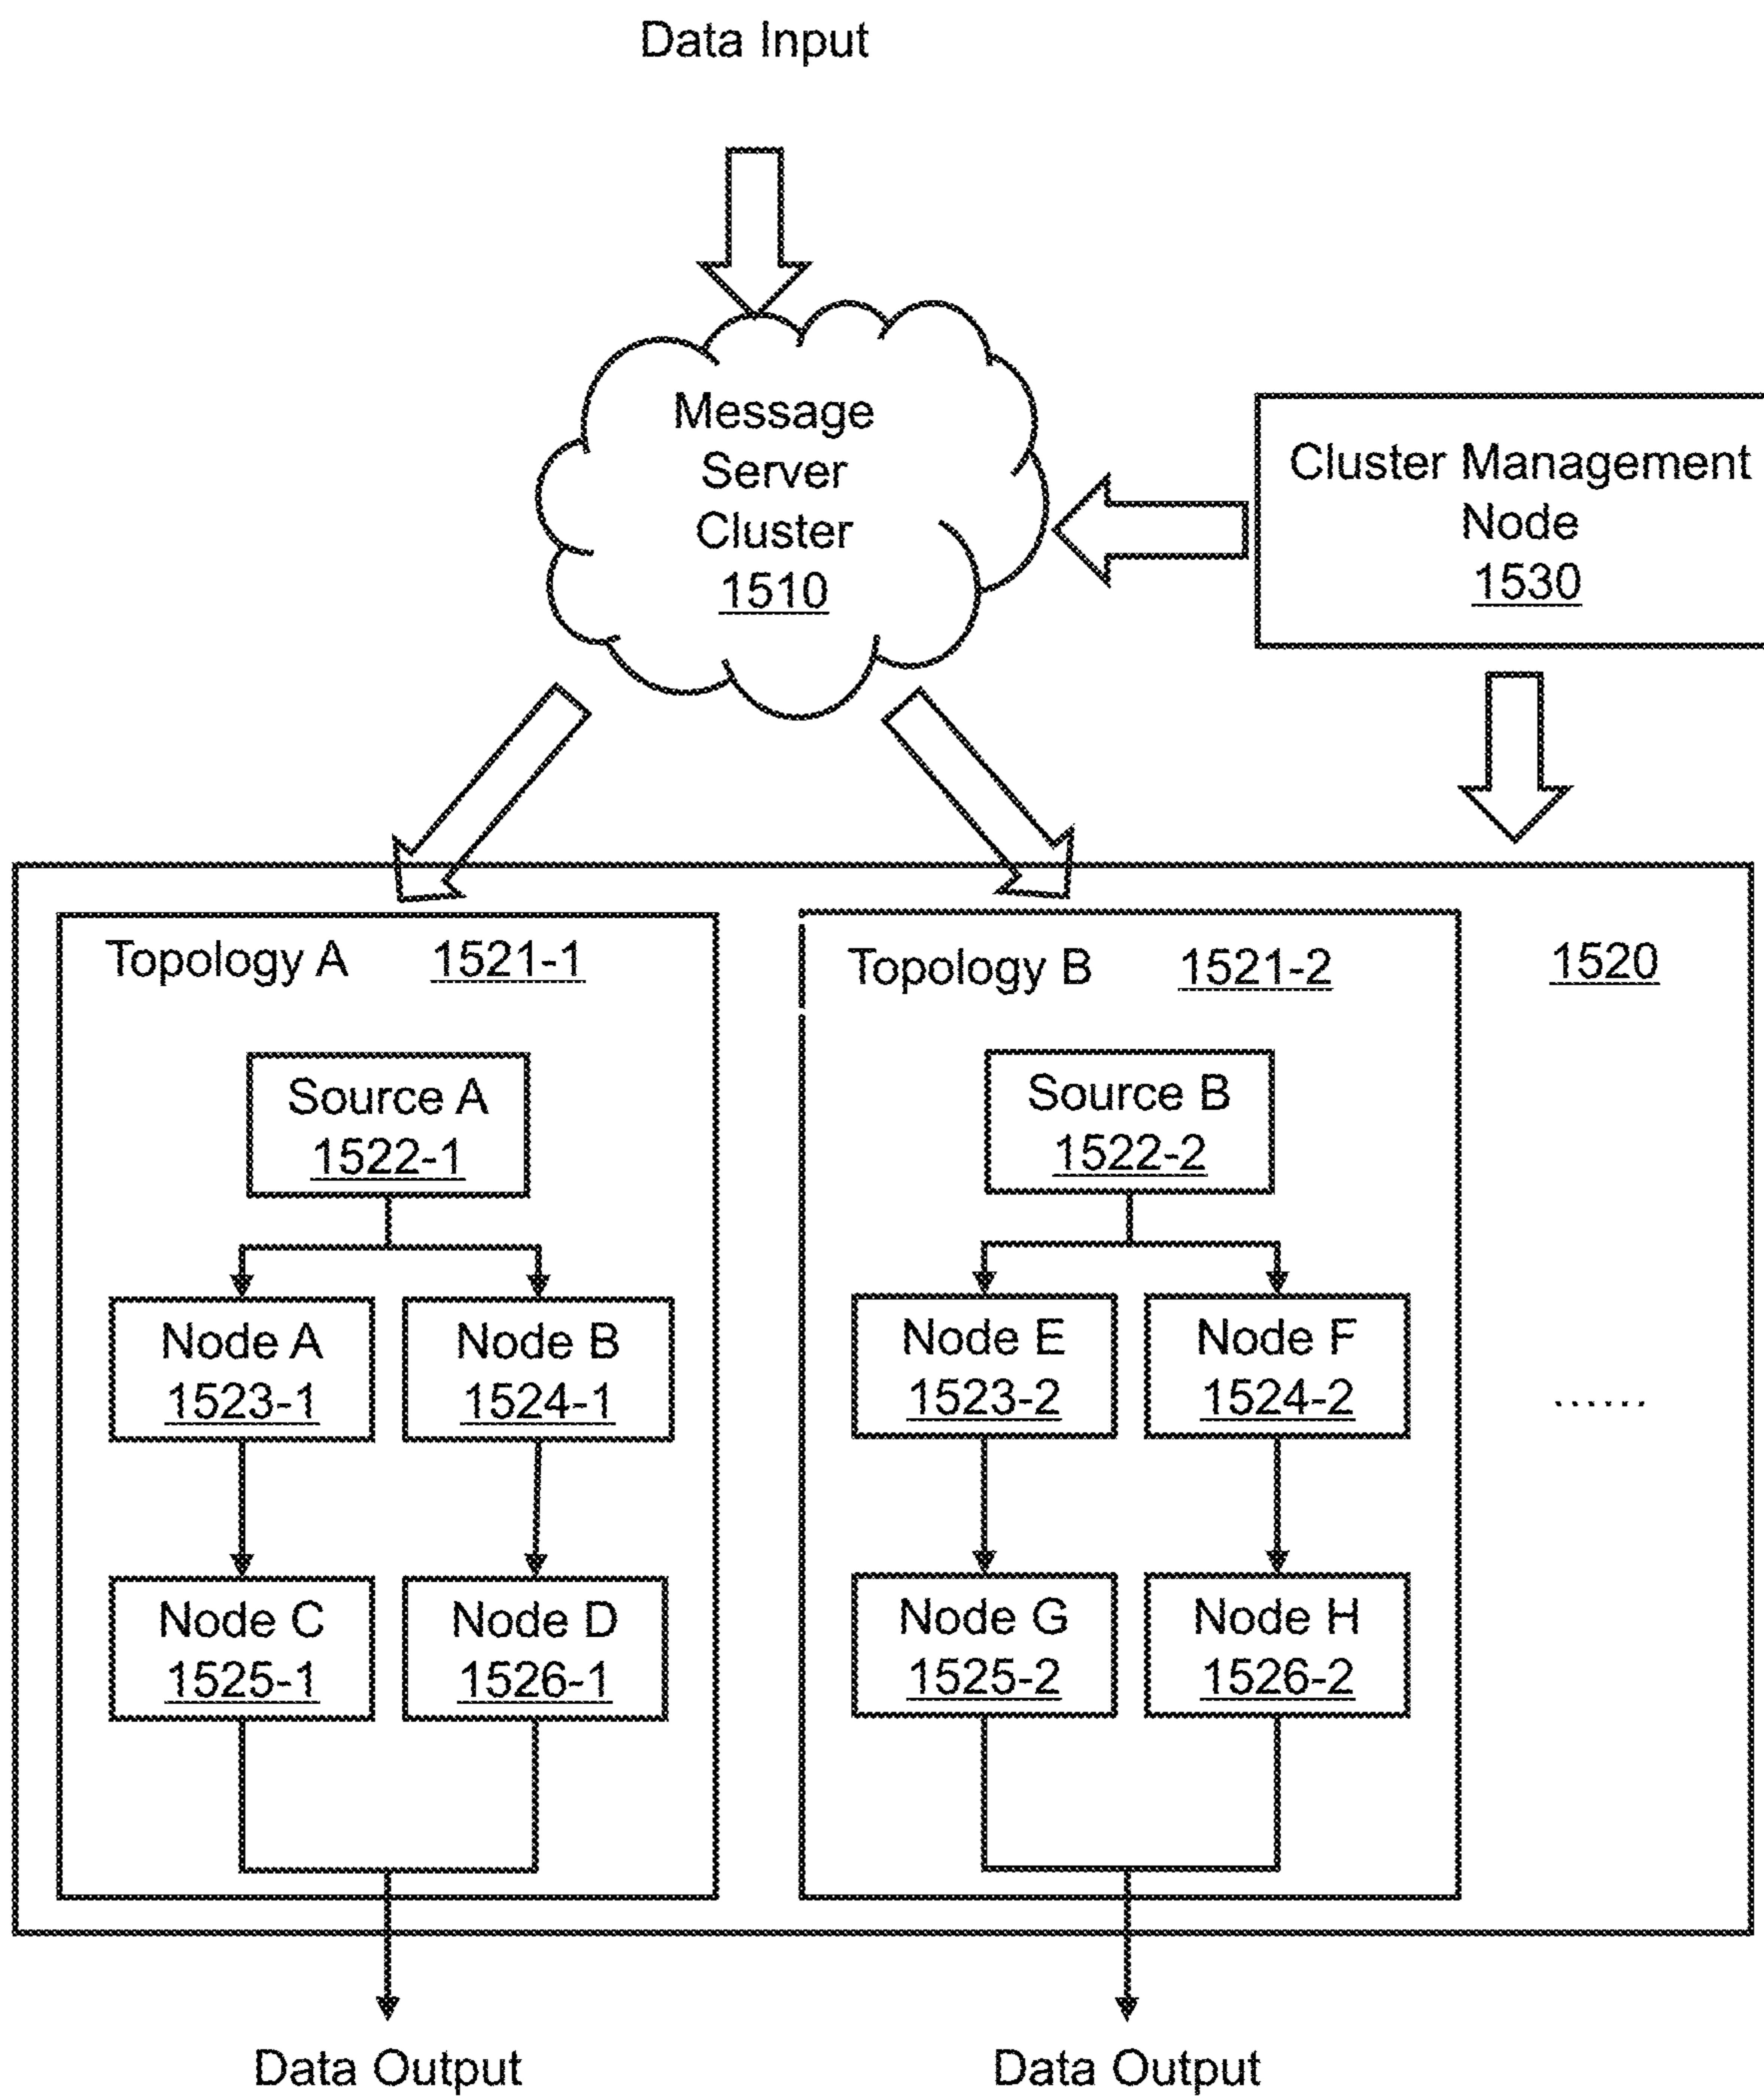 Data Input
Message
Server
Cluster
1510
Cluster Management
Node
1530
Topology A 1521-1
Topology B 1521-2
1520
Source A
1522-1
Source B
1522-2
Node A
1523-1
Node B
1524-1
Node E
1523-2
Node F
1524-2
......
Node C
1525-1
Node D
1526-1
Node G
1525-2
Node H
1526-2
Data Output
Data Output